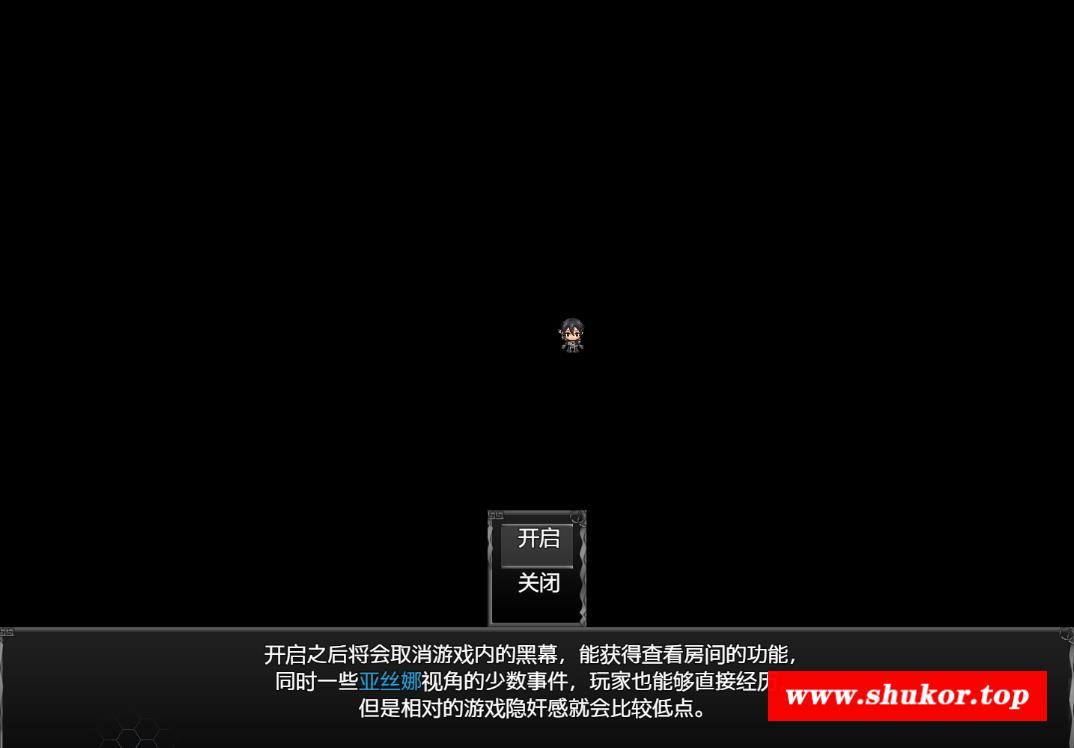 开启
关闭
开启之后将会取消游戏内的黑幕，能获得查看房间的功能，
同时一些亚丝娜视角的少数事件，玩家也能够直接经历
但是相对的游戏隐奸感就会比较低点。
www.shukor.top